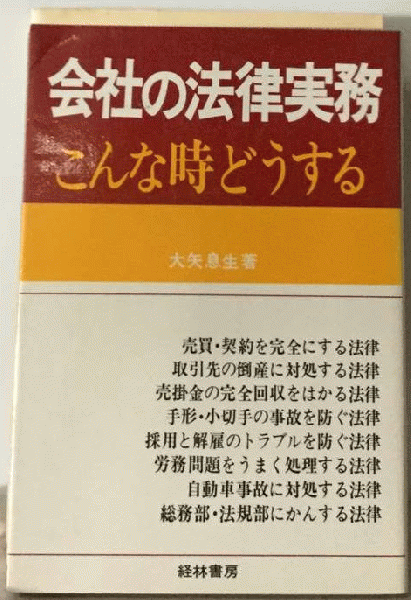 会社の法律実務
こんな時どうする
大矢息生著
売買・契約を完全にする法律
取引先の倒産に対処する法律
売掛金の完全回収をはかる法律
手形・小切手の事故を防ぐ法律
採用と解雇のトラブルを防ぐ法律
労務問題をうまく処理する法律
自動車事故に対処する法律
総務部・法規部にかんする法律
経林書房